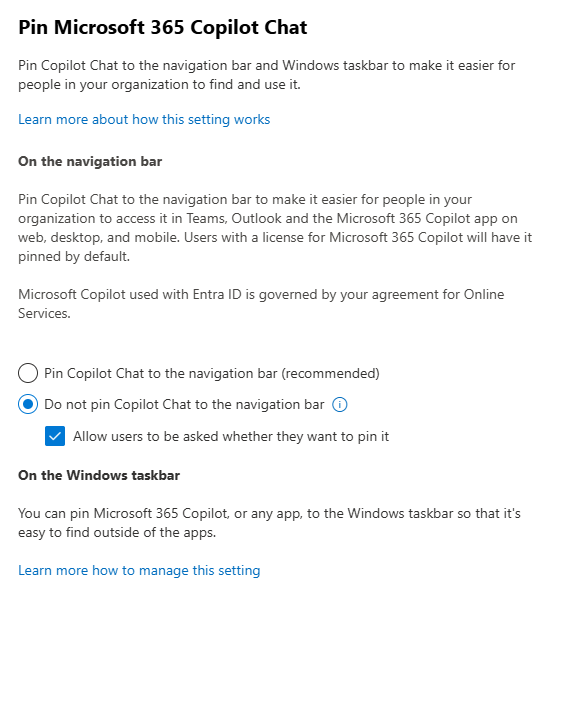 Pin Microsoft 365 Copilot Chat
Pin Copilot Chat to the navigation bar and Windows taskbar to make it easier for
people in your organization to find and use it.
Learn more about how this setting works
On the navigation bar
Pin Copilot Chat to the navigation bar to make it easier for people in your
organization to access it in Teams, Outlook and the Microsoft 365 Copilot app on
web, desktop, and mobile. Users with a license for Microsoft 365 Copilot will have it
pinned by default.
Microsoft Copilot used with Entra ID is governed by your agreement for Online
Services.
Pin Copilot Chat to the navigation bar (recommended)
Do not pin Copilot Chat to the navigation bar
Allow users to be asked whether they want to pin it
On the Windows taskbar
You can pin Microsoft 365 Copilot, or any app, to the Windows taskbar so that it's
easy to find outside of the apps.
Learn more how to manage this setting